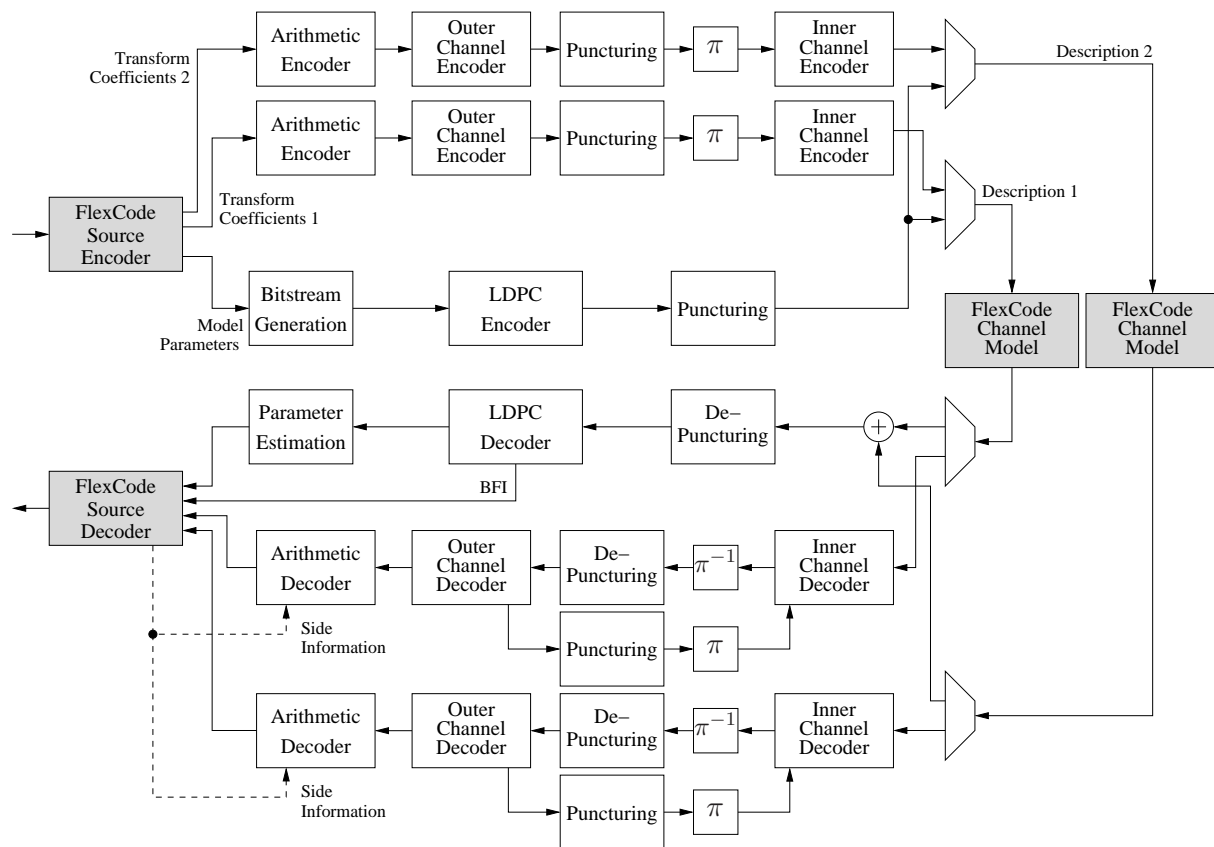 Transform
Coefficients 2
Arithmetic
Encoder
Outer
Channel
Encoder
Puncturing
π
Inner
Channel
Encoder
Description 2
Arithmetic
Encoder
Outer
Channel
Encoder
Puncturing
π
Inner
Channel
Encoder
Description 1
Transform
Coefficients 1
FlexCode
Source
Encoder
Model
Parameters
Bitstream
Generation
LDPC
Encoder
Puncturing
FlexCode
Channel
Model
FlexCode
Channel
Model
Parameter
Estimation
LDPC
Decoder
De−
Puncturing
+
BFI
FlexCode
Source
Decoder
Arithmetic
Decoder
Outer
Channel
Decoder
De−
Puncturing
π−1
Inner
Channel
Decoder
Side
Information
Puncturing
π
Arithmetic
Decoder
Outer
Channel
Decoder
De−
Puncturing
π−1
Inner
Channel
Decoder
Side
Information
Puncturing
π